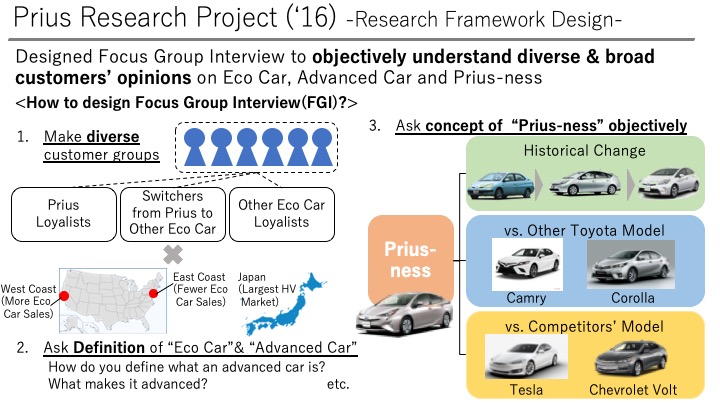 Prius Research Project (‘16) -Research Framework Design-
Designed Focus Group Interview to objectively understand diverse & broad
customers’ opinions on Eco Car, Advanced Car and Prius-ness
<How to design Focus Group Interview(FGI)?>
1. Make diverse
customer groups
Prius
Loyalists
Switchers
from Prius to
Other Eco Car
Other Eco Car
Loyalists
West Coast
(More Eco
Car Sales)
East Coast
(Fewer Eco
Car Sales)
Japan
(Largest HV
Market)
2. Ask Definition of “Eco Car”& “Advanced Car”
How do you define what an advanced car is?
What makes it advanced? etc.
3. Ask concept of “Prius-ness” objectively
Prius-
ness
Historical Change
vs. Other Toyota Model
Camry Corolla
vs. Competitors’ Model
Tesla Chevrolet Volt